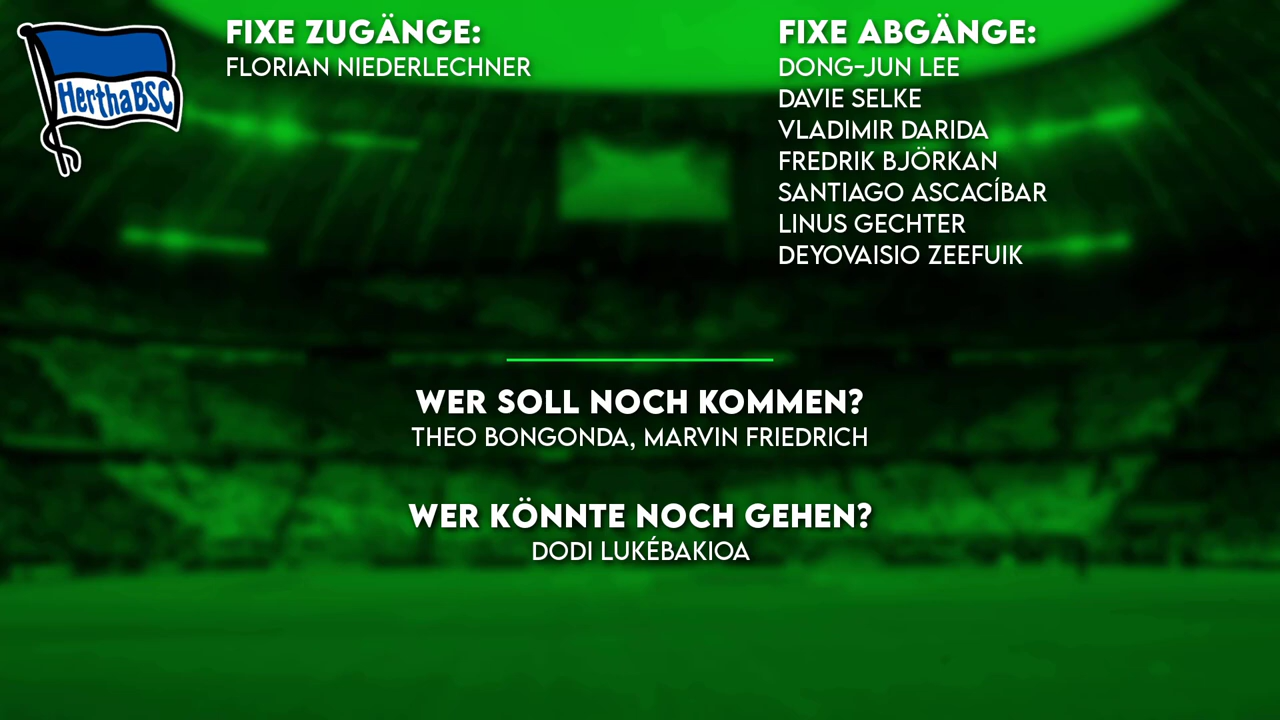 Hertha BSC
FIXE ZUGÄNGE:
FLORIAN NIEDERLECHNER
FIXE ABGÄNGE:
DONG-JUN LEE
DAVIE SELKE
VLADIMIR DARIDA
FREDRIK BJÖRKAN
SANTIAGO ASCACÍBAR
LINUS GECHTER
DEYOVAISIO ZEEFUIK
WER SOLL NOCH KOMMEN?
THEO BONGONDA, MARVIN FRIEDRICH
WER KÖNNTE NOCH GEHEN?
DODI LUKÉBAKIOA